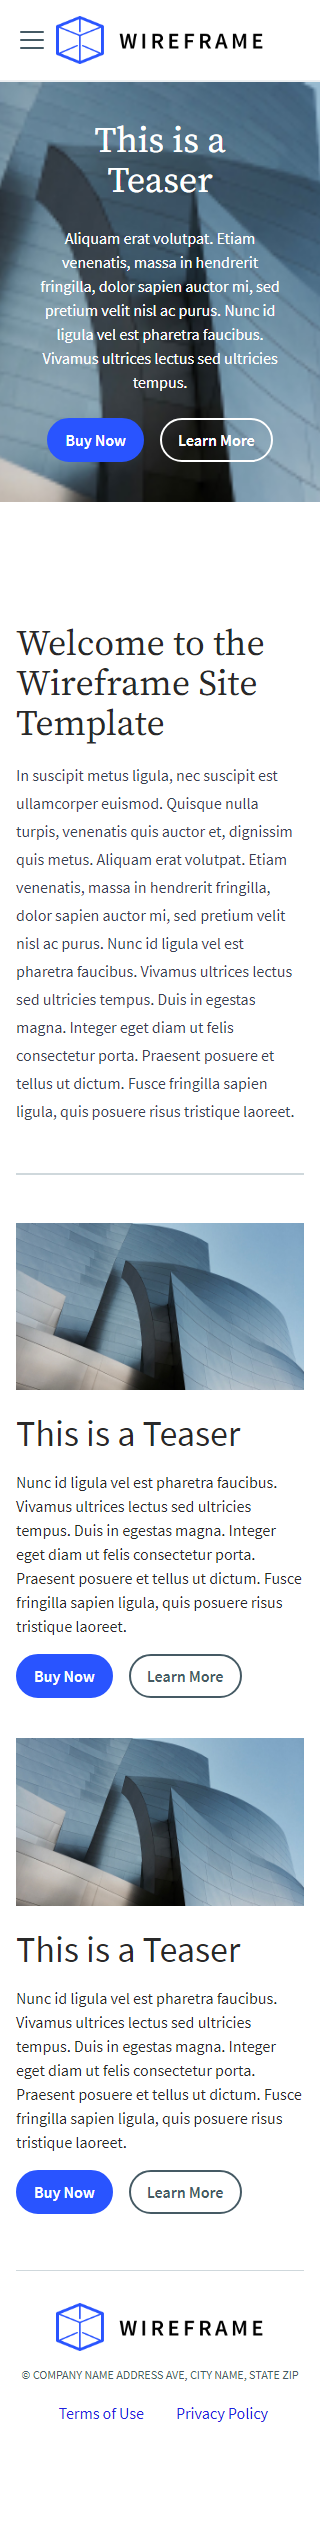 WIREFRAME
This is a
Teaser
Aliquam erat volutpat. Etiam
venenatis, massa in hendrerit
fringilla, dolor sapien auctor mi, sed
pretium velit nisl ac purus. Nunc id
ligula vel est pharetra faucibus.
Vivamus ultrices lectus sed ultricies
tempus.
Buy Now Learn More
Welcome to the
Wireframe Site
Template
In suscipit metus ligula, nec suscipit est
ullamcorper euismod. Quisque nulla
turpis, venenatis quis auctor et, dignissim
quis metus. Aliquam erat volutpat. Etiam
venenatis, massa in hendrerit fringilla,
dolor sapien auctor mi, sed pretium velit
nisl ac purus. Nunc id ligula vel est
pharetra faucibus. Vivamus ultrices lectus
sed ultricies tempus. Duis in egestas
magna. Integer eget diam ut felis
consectetur porta. Praesent posuere et
tellus ut dictum. Fusce fringilla sapien
ligula, quis posuere risus tristique laoreet.
This is a Teaser
Nunc id ligula vel est pharetra faucibus.
Vivamus ultrices lectus sed ultricies
tempus. Duis in egestas magna. Integer
eget diam ut felis consectetur porta.
Praesent posuere et tellus ut dictum. Fusce
fringilla sapien ligula, quis posuere risus
tristique laoreet.
Buy Now Learn More
This is a Teaser
Nunc id ligula vel est pharetra faucibus.
Vivamus ultrices lectus sed ultricies
tempus. Duis in egestas magna. Integer
eget diam ut felis consectetur porta.
Praesent posuere et tellus ut dictum. Fusce
fringilla sapien ligula, quis posuere risus
tristique laoreet.
Buy Now Learn More
WIREFRAME
© COMPANY NAME ADDRESS AVE, CITY NAME, STATE ZIP
Terms of Use Privacy Policy